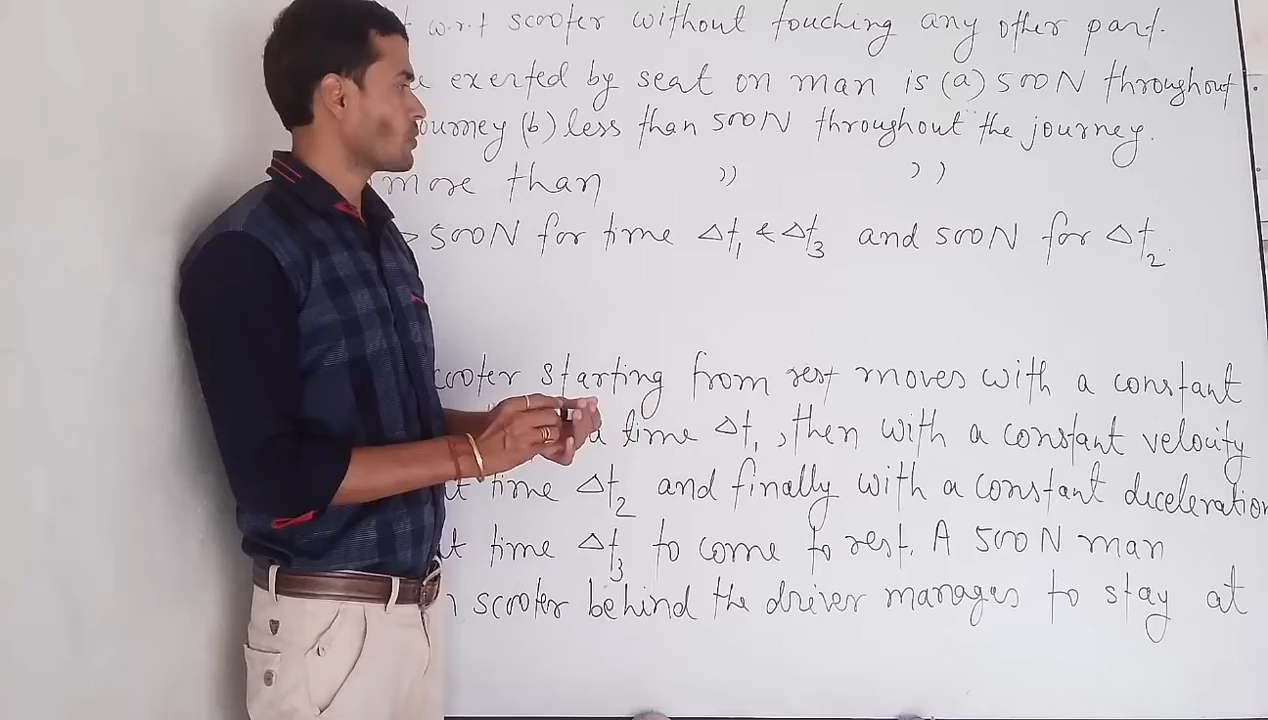 w.r.t scooter without touching any other part.
exerted by seat on man is (a) 500N throughout
ourney (b) less than 500N throughout the journey.
more than ,, ,,
> 500N for time Δt₁ & Δt₃ and 500N for Δt₂.
cooter starting from rest moves with a constant
a time Δt₁, then with a constant velocity
time Δt₂ and finally with a constant deceleration
time Δt₃ to come to rest. A 500N man
scooter behind the driver manages to stay at